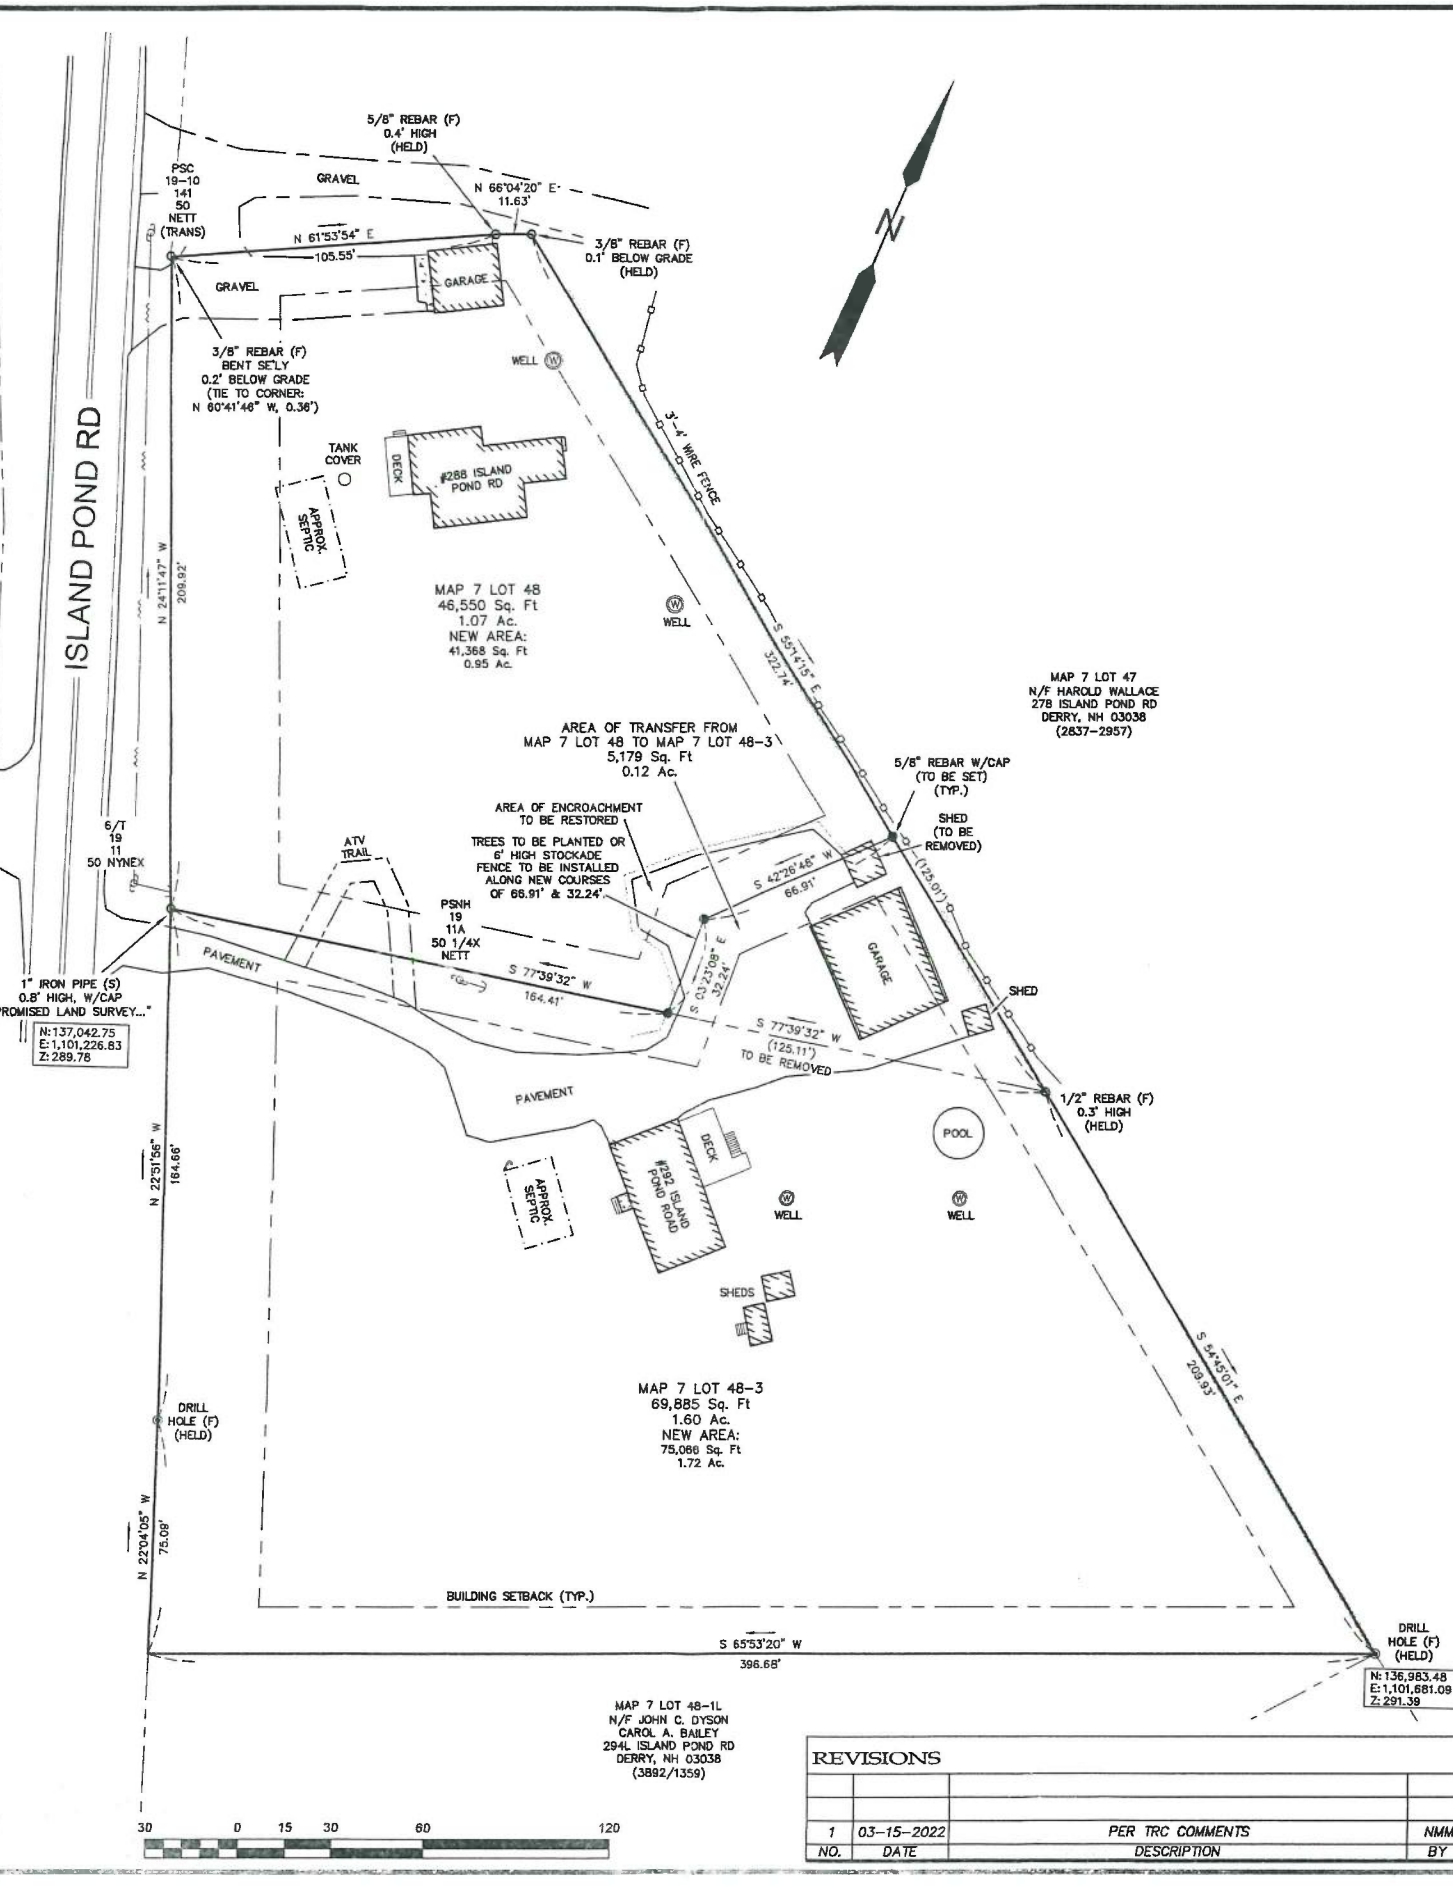 5/8" REBAR (F)
0.4' HIGH
(HELD)
PSC
19-10
141
50
NETT
(TRANS)
GRAVEL
N 66°04'20" E
11.63'
N 61°53'54" E
105.55'
3/8" REBAR (F)
0.1' BELOW GRADE
(HELD)
N
GRAVEL
GARAGE
3/8" REBAR (F)
BENT SE'LY
0.2' BELOW GRADE
(TIE TO CORNER:
N 60°41'46" W, 0.36')
WELL
W
ISLAND POND RD
TANK
COVER
DECK
#288 ISLAND
POND RD
3'-4' WIRE FENCE
APPROX.
SEPTIC
N 24°11'47" W
209.92'
MAP 7 LOT 48
46,550 Sq. Ft
1.07 Ac.
NEW AREA:
41,368 Sq. Ft
0.95 Ac.
W
WELL
S 55°14'15" E
322.74'
MAP 7 LOT 47
N/F HAROLD WALLACE
278 ISLAND POND RD
DERRY, NH 03038
(2837-2957)
AREA OF TRANSFER FROM
MAP 7 LOT 48 TO MAP 7 LOT 48-3
5,179 Sq. Ft
0.12 Ac.
5/8" REBAR W/CAP
(TO BE SET)
(TYP.)
AREA OF ENCROACHMENT
TO BE RESTORED
SHED
(TO BE
REMOVED)
6/T
19
11
50 NYNEX
ATV
TRAIL
TREES TO BE PLANTED OR
6' HIGH STOCKADE
FENCE TO BE INSTALLED
ALONG NEW COURSES
OF 66.91' & 32.24'
S 42°26'48" W
66.91'
(125.01')
PSNH
19
11A
50 1/4X
NETT
PAVEMENT
S 77°39'32" W
164.41'
S 03°23'08" E
32.24'
GARAGE
1" IRON PIPE (S)
0.8' HIGH, W/CAP
ROMISED LAND SURVEY..."
N:137,042.75
E:1,101,226.83
Z:289.78
SHED
S 77°39'32" W
(125.11')
TO BE REMOVED
PAVEMENT
1/2" REBAR (F)
0.3' HIGH
(HELD)
POOL
DECK
#292 ISLAND
POND ROAD
N 22°51'56" W
164.66'
APPROX.
SEPTIC
W
WELL
W
WELL
SHEDS
S 54°45'01" E
209.93'
MAP 7 LOT 48-3
69,885 Sq. Ft
1.60 Ac.
NEW AREA:
75,066 Sq. Ft
1.72 Ac.
DRILL
HOLE (F)
(HELD)
N 22°04'05" W
75.09'
BUILDING SETBACK (TYP.)
S 65°53'20" W
396.68'
DRILL
HOLE (F)
(HELD)
N:136,983.48
E:1,101,681.09
Z:291.39
MAP 7 LOT 48-1L
N/F JOHN C. DYSON
CAROL A. BAILEY
294L ISLAND POND RD
DERRY, NH 03038
(3892/1359)
30 0 15 30 60 120
REVISIONS
1 03-15-2022 PER TRC COMMENTS NMM
NO. DATE DESCRIPTION BY